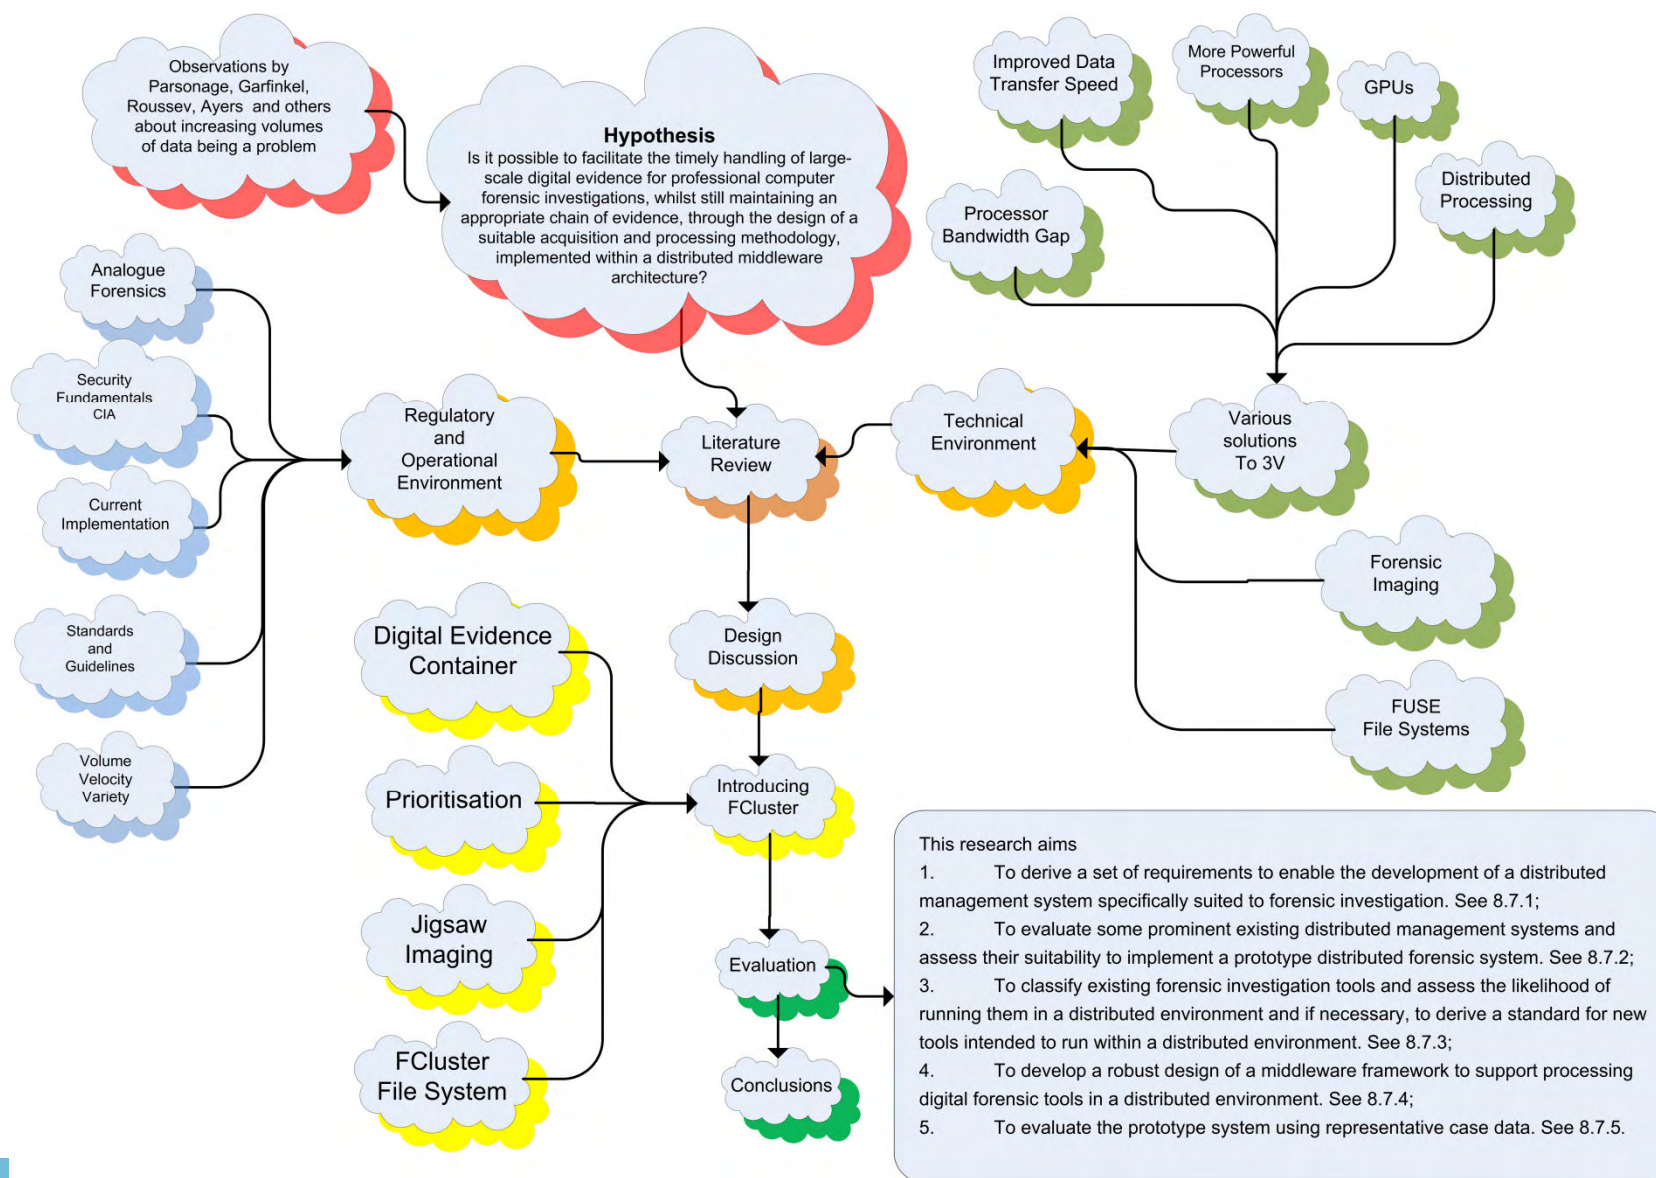 Observations by
Parsonage, Garfinkel,
Roussev, Ayers and others
about increasing volumes
of data being a problem
Hypothesis
Is it possible to facilitate the timely handling of large-
scale digital evidence for professional computer
forensic investigations, whilst still maintaining an
appropriate chain of evidence, through the design of a
suitable acquisition and processing methodology,
implemented within a distributed middleware
architecture?
Improved Data
Transfer Speed
More Powerful
Processors
GPUs
Distributed
Processing
Processor
Bandwidth Gap
Analogue
Forensics
Security
Fundamentals
CIA
Current
Implementation
Standards
and
Guidelines
Volume
Velocity
Variety
Regulatory
and
Operational
Environment
Literature
Review
Technical
Environment
Various
solutions
To 3V
Forensic
Imaging
FUSE
File Systems
Digital Evidence
Container
Prioritisation
Jigsaw
Imaging
FCluster
File System
Design
Discussion
Introducing
FCluster
Evaluation
Conclusions
This research aims
1. To derive a set of requirements to enable the development of a distributed
management system specifically suited to forensic investigation. See 8.7.1;
2. To evaluate some prominent existing distributed management systems and
assess their suitability to implement a prototype distributed forensic system. See 8.7.2;
3. To classify existing forensic investigation tools and assess the likelihood of
running them in a distributed environment and if necessary, to derive a standard for new
tools intended to run within a distributed environment. See 8.7.3;
4. To develop a robust design of a middleware framework to support processing
digital forensic tools in a distributed environment. See 8.7.4;
5. To evaluate the prototype system using representative case data. See 8.7.5.